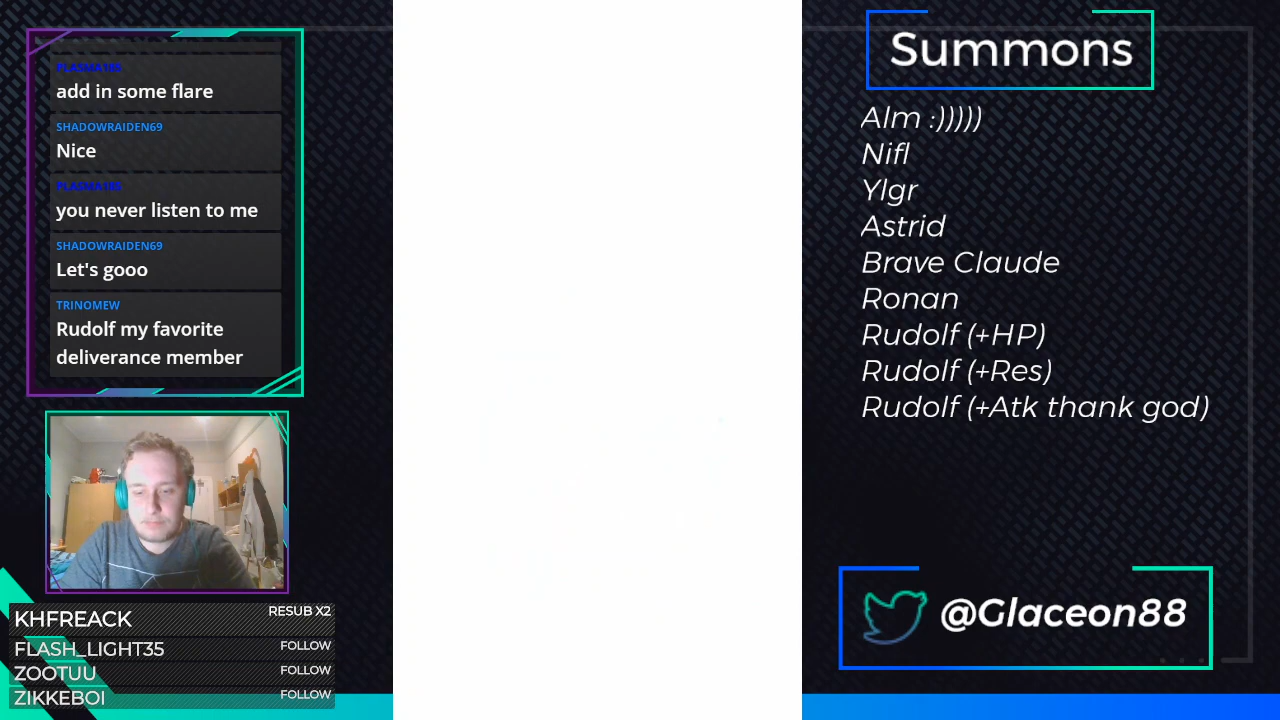 PLASMA185
add in some flare
SHADOWRAIDEN69
Nice
PLASMA185
you never listen to me
SHADOWRAIDEN69
Let's gooo
TRINOMEW
Rudolf my favorite
deliverance member
KHFREACK RESUB X2
FLASH_LIGHT35 FOLLOW
ZOOTUU FOLLOW
ZIKKEBOI FOLLOW
Summons
Alm :)))))
Nifl
Ylgr
Astrid
Brave Claude
Ronan
Rudolf (+HP)
Rudolf (+Res)
Rudolf (+Atk thank god)
@Glaceon88